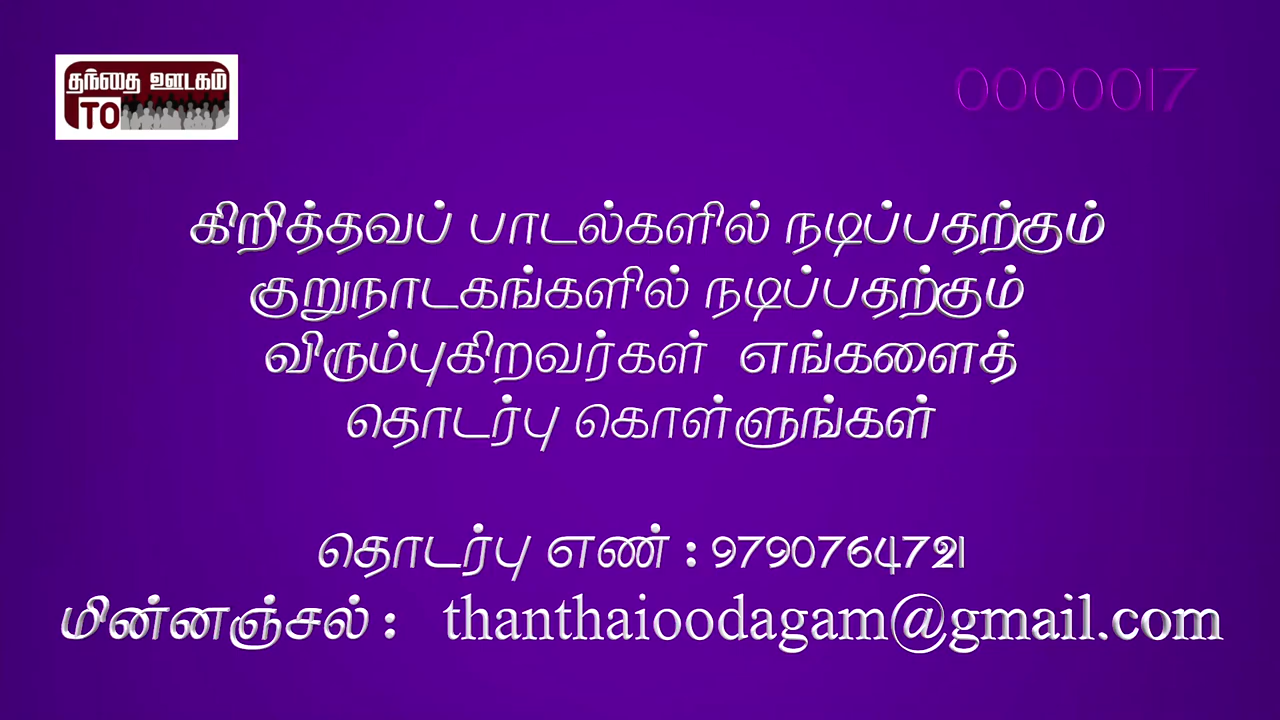 தந்தை ஊடகம்
TO
0000017
கிறித்தவப் பாடல்களில் நடிப்பதற்கும்
குறுநாடகங்களில் நடிப்பதற்கும்
விரும்புகிறவர்கள் எங்களைத்
தொடர்பு கொள்ளுங்கள்
தொடர்பு எண் : 9790764721
மின்னஞ்சல் : thanthaioodagam@gmail.com